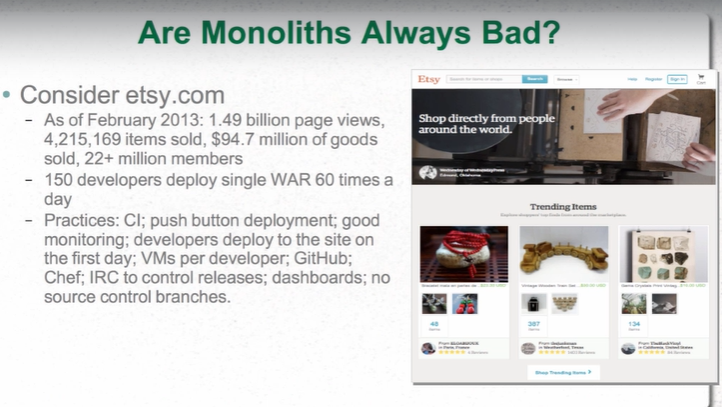 Are Monoliths Always Bad?
• Consider etsy.com
– As of February 2013: 1.49 billion page views,
4,215,169 items sold, $94.7 million of goods
sold, 22+ million members
– 150 developers deploy single WAR 60 times a
day
– Practices: CI; push button deployment; good
monitoring; developers deploy to the site on
the first day; VMs per developer; GitHub;
Chef; IRC to control releases; dashboards; no
source control branches.
Etsy
Search
Browse
Help
Register
Sign in
Cart
Shop directly from people
around the world.
Trending Items
48
items
387
items
134
items
Shop Trending Items